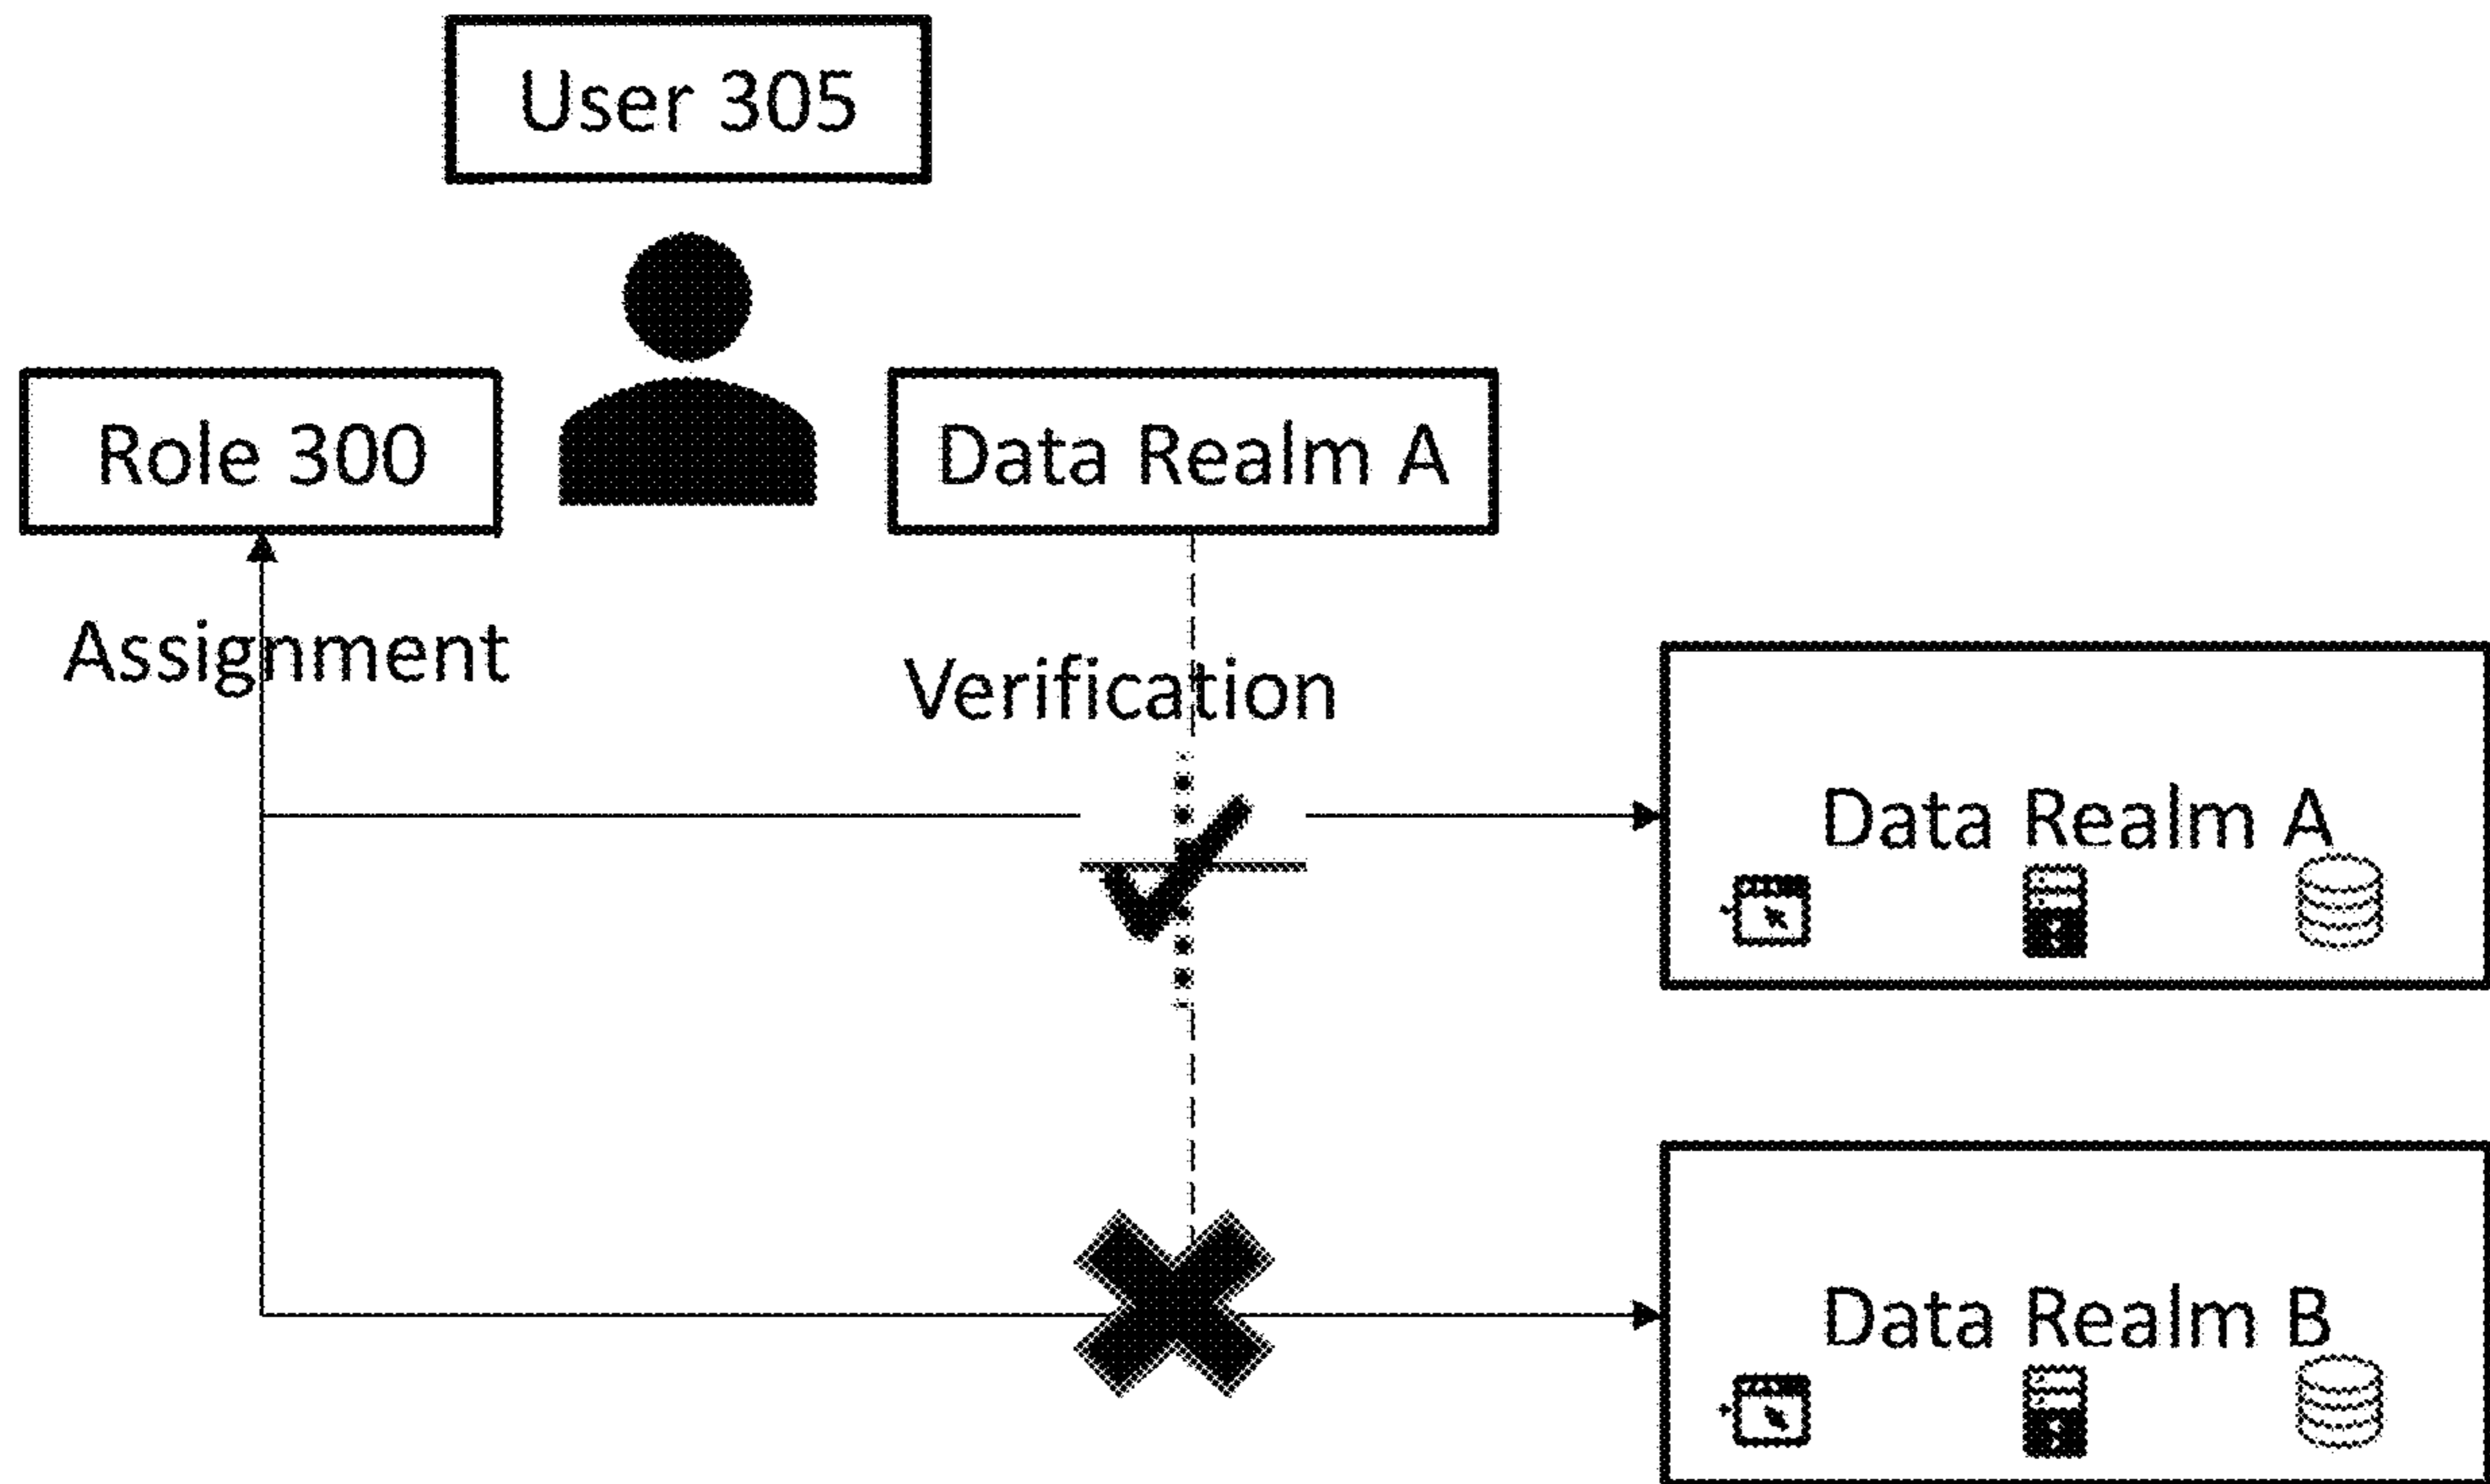 User 305
Role 300
Data Realm A
Assignment
Verification
Data Realm A
Data Realm B